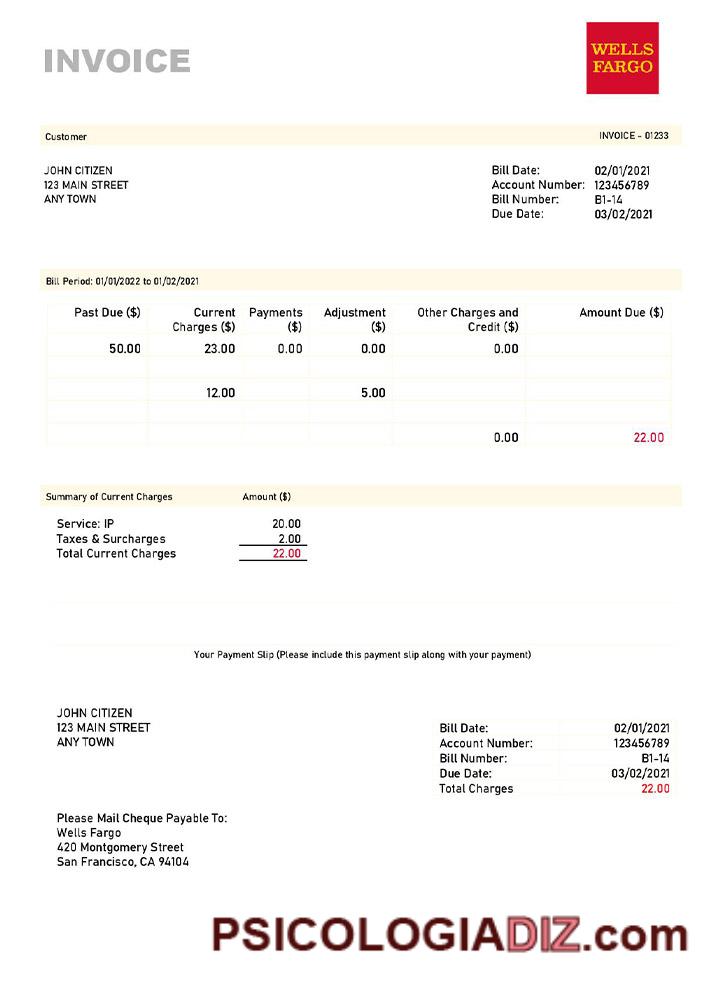 INVOICE
WELLS
FARGO
Customer INVOICE - 01233
JOHN CITIZEN
123 MAIN STREET
ANY TOWN
Bill Date: 02/01/2021
Account Number: 123456789
Bill Number: B1-14
Due Date: 03/02/2021
Bill Period: 01/01/2022 to 01/02/2021
Past Due ($) Current Charges ($) Payments ($) Adjustment ($) Other Charges and Credit ($) Amount Due ($)
50.00 23.00 0.00 0.00 0.00
12.00 5.00
0.00 22.00
Summary of Current Charges Amount ($)
Service: IP 20.00
Taxes & Surcharges 2.00
Total Current Charges 22.00
Your Payment Slip (Please include this payment slip along with your payment)
JOHN CITIZEN
123 MAIN STREET
ANY TOWN
Bill Date: 02/01/2021
Account Number: 123456789
Bill Number: B1-14
Due Date: 03/02/2021
Total Charges 22.00
Please Mail Cheque Payable To:
Wells Fargo
420 Montgomery Street
San Francisco, CA 94104
PSICOLOGIADIZ.com